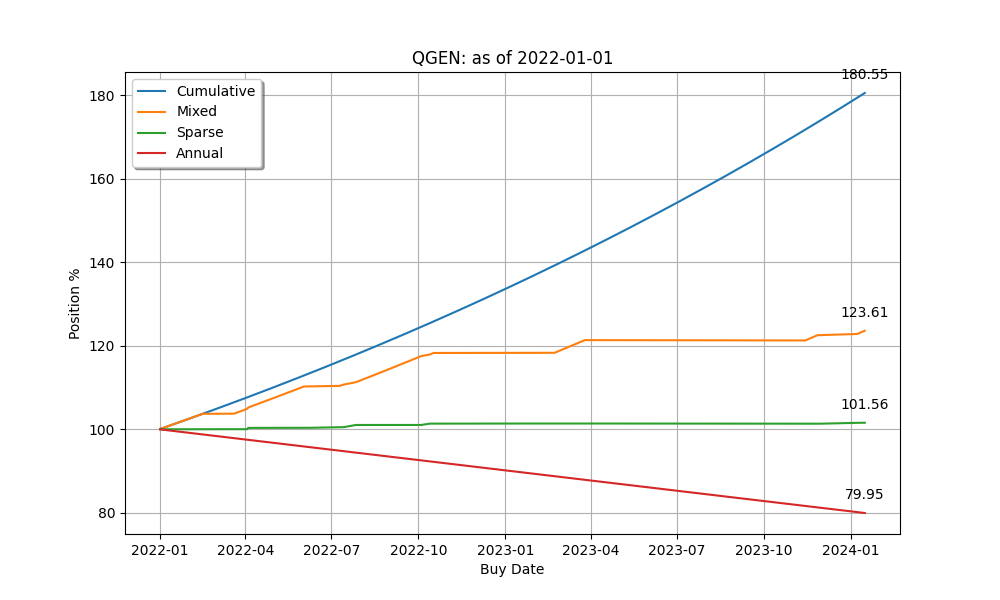 QGEN: as of 2022-01-01
Cumulative
Mixed
Sparse
Annual
180.55
123.61
101.56
79.95
180
160
140
120
100
80
Position %
2022-01 2022-04 2022-07 2022-10 2023-01 2023-04 2023-07 2023-10 2024-01
Buy Date